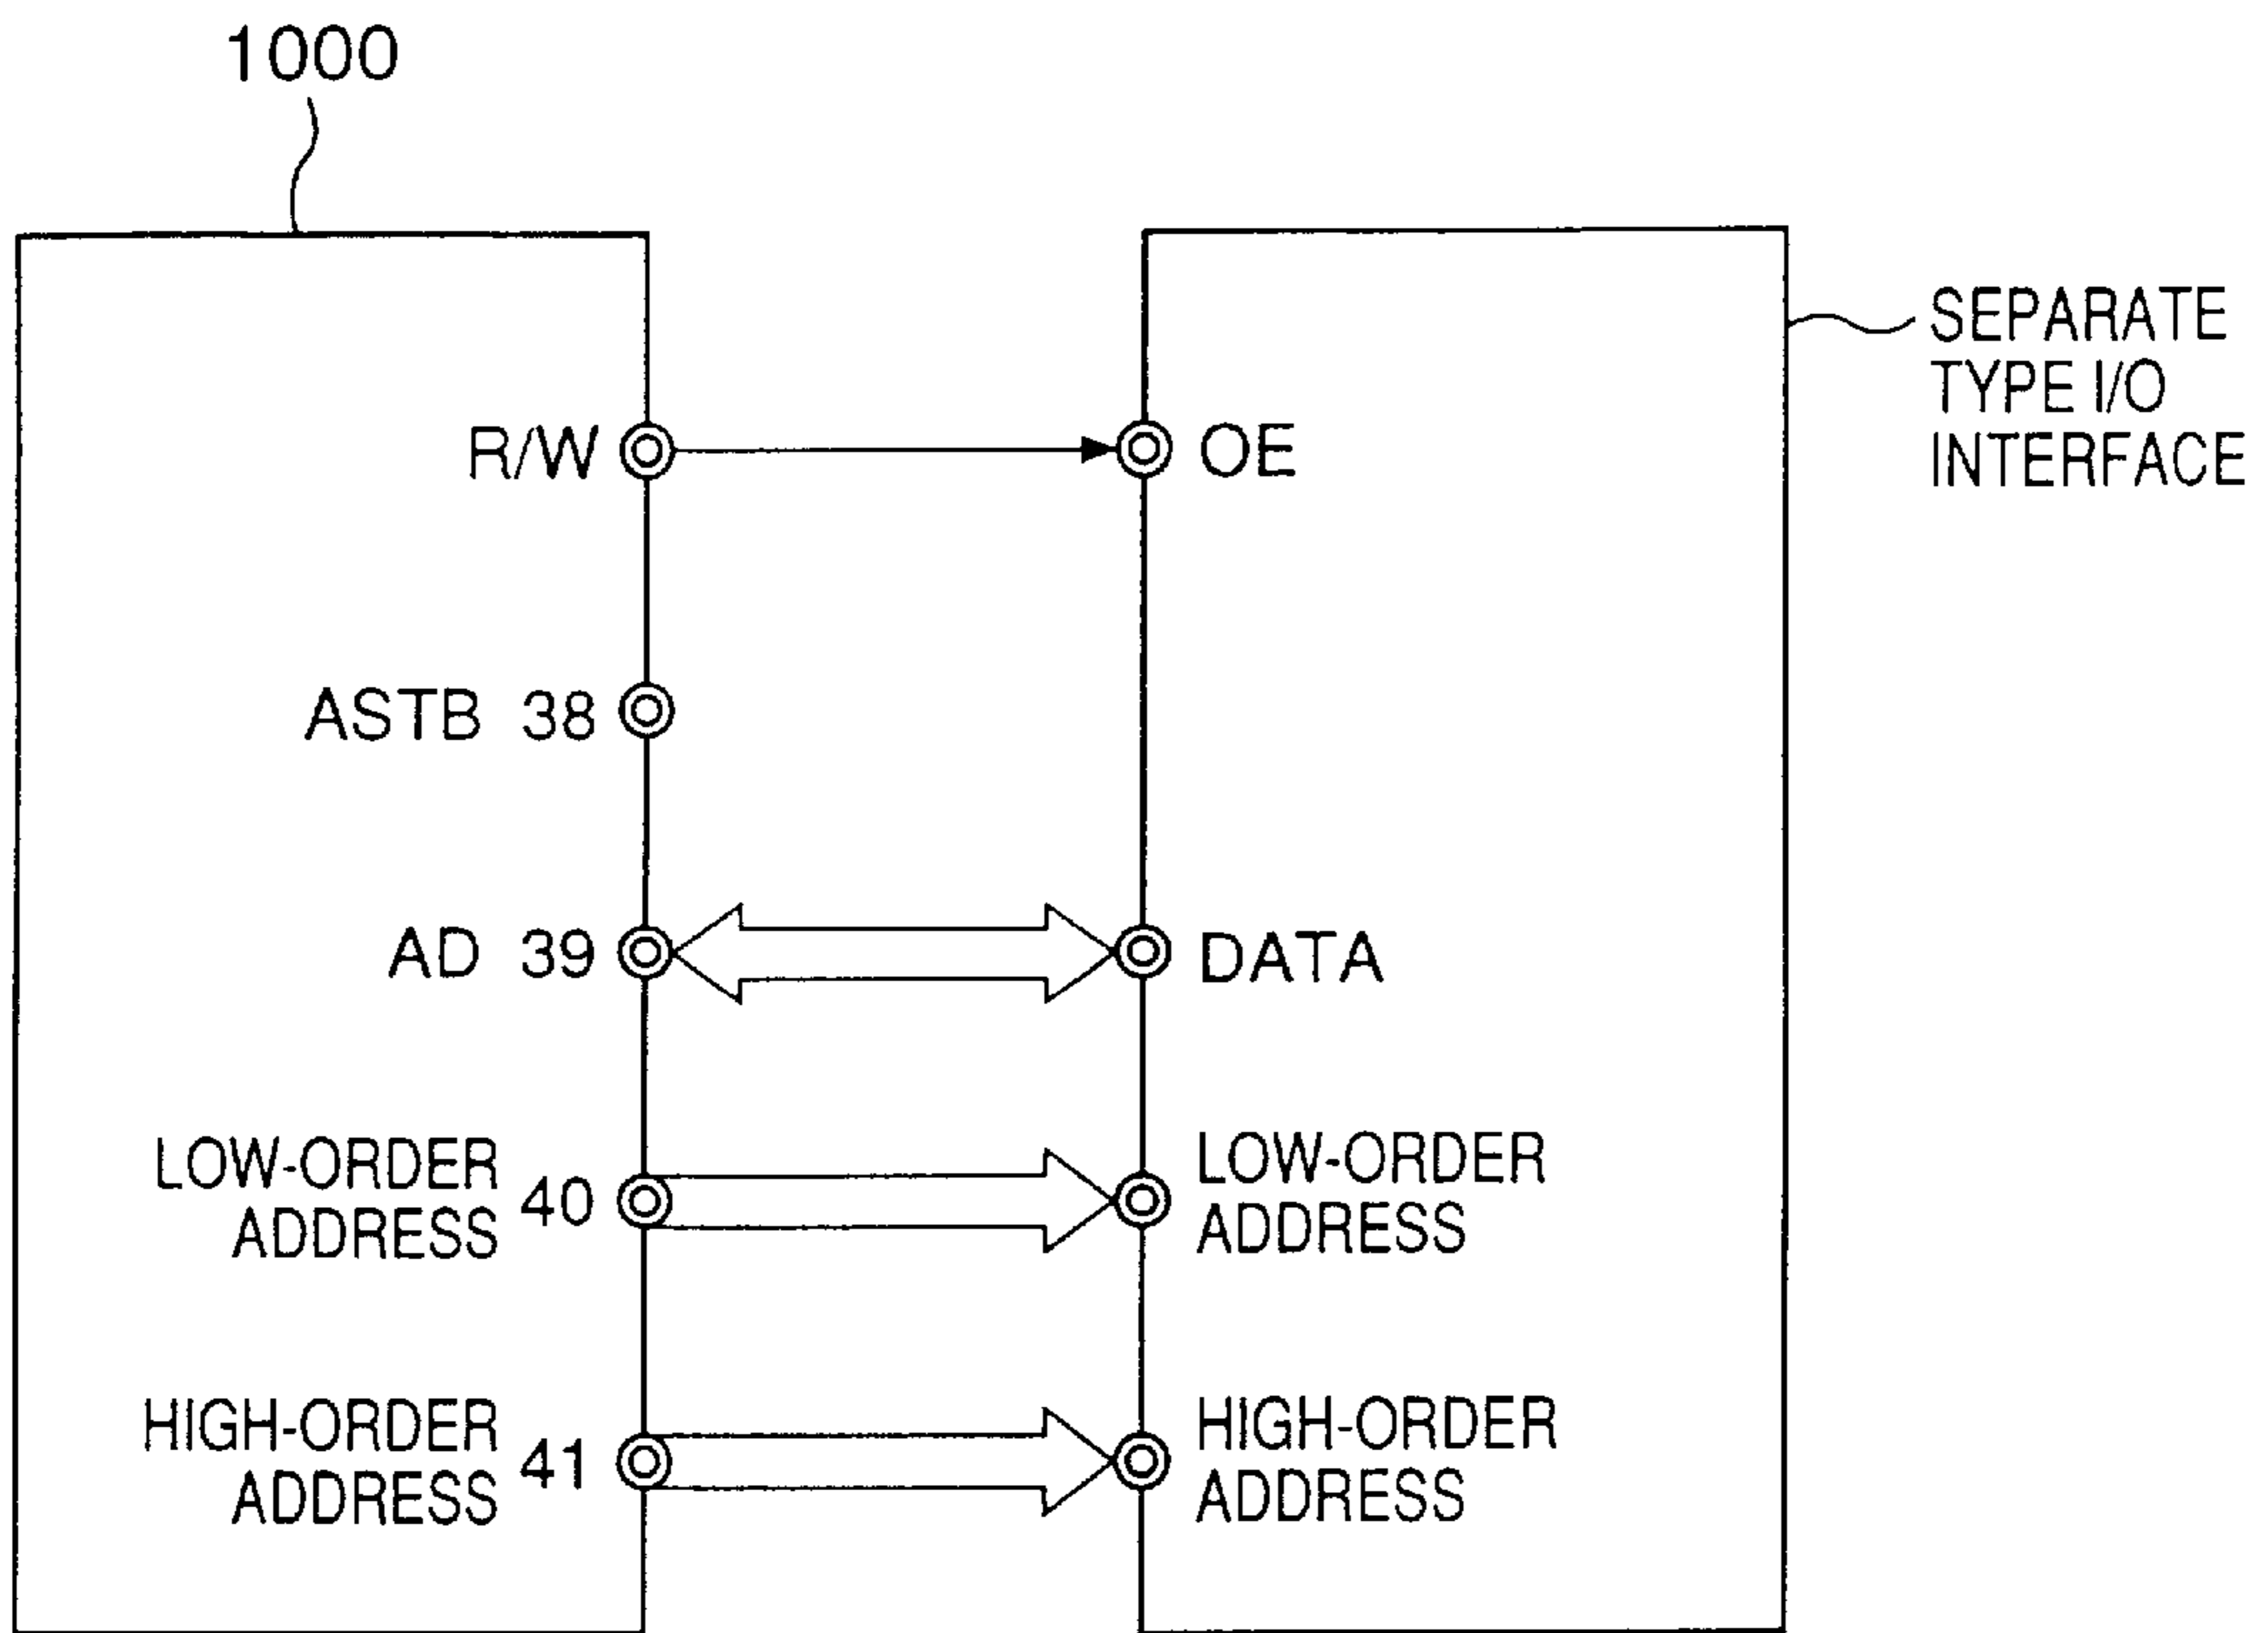 1000
SEPARATE
TYPE I/O
INTERFACE
R/W
OE
ASTB 38
AD 39
DATA
LOW-ORDER
ADDRESS
40
LOW-ORDER
ADDRESS
HIGH-ORDER
ADDRESS
41
HIGH-ORDER
ADDRESS